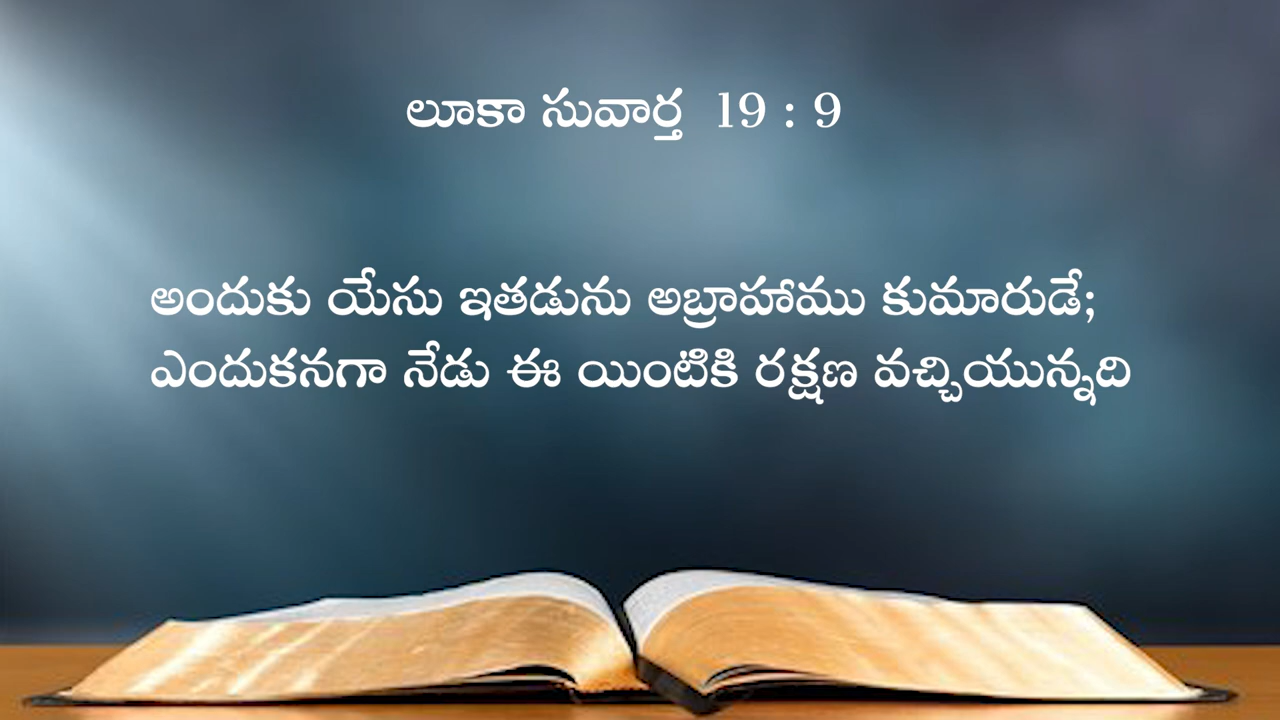 లూకా సువార్త 19 : 9
అందుకు యేసు ఇతడును అబ్రాహాము కుమారుడే;
ఎందుకనగా నేడు ఈ యింటికి రక్షణ వచ్చియున్నది